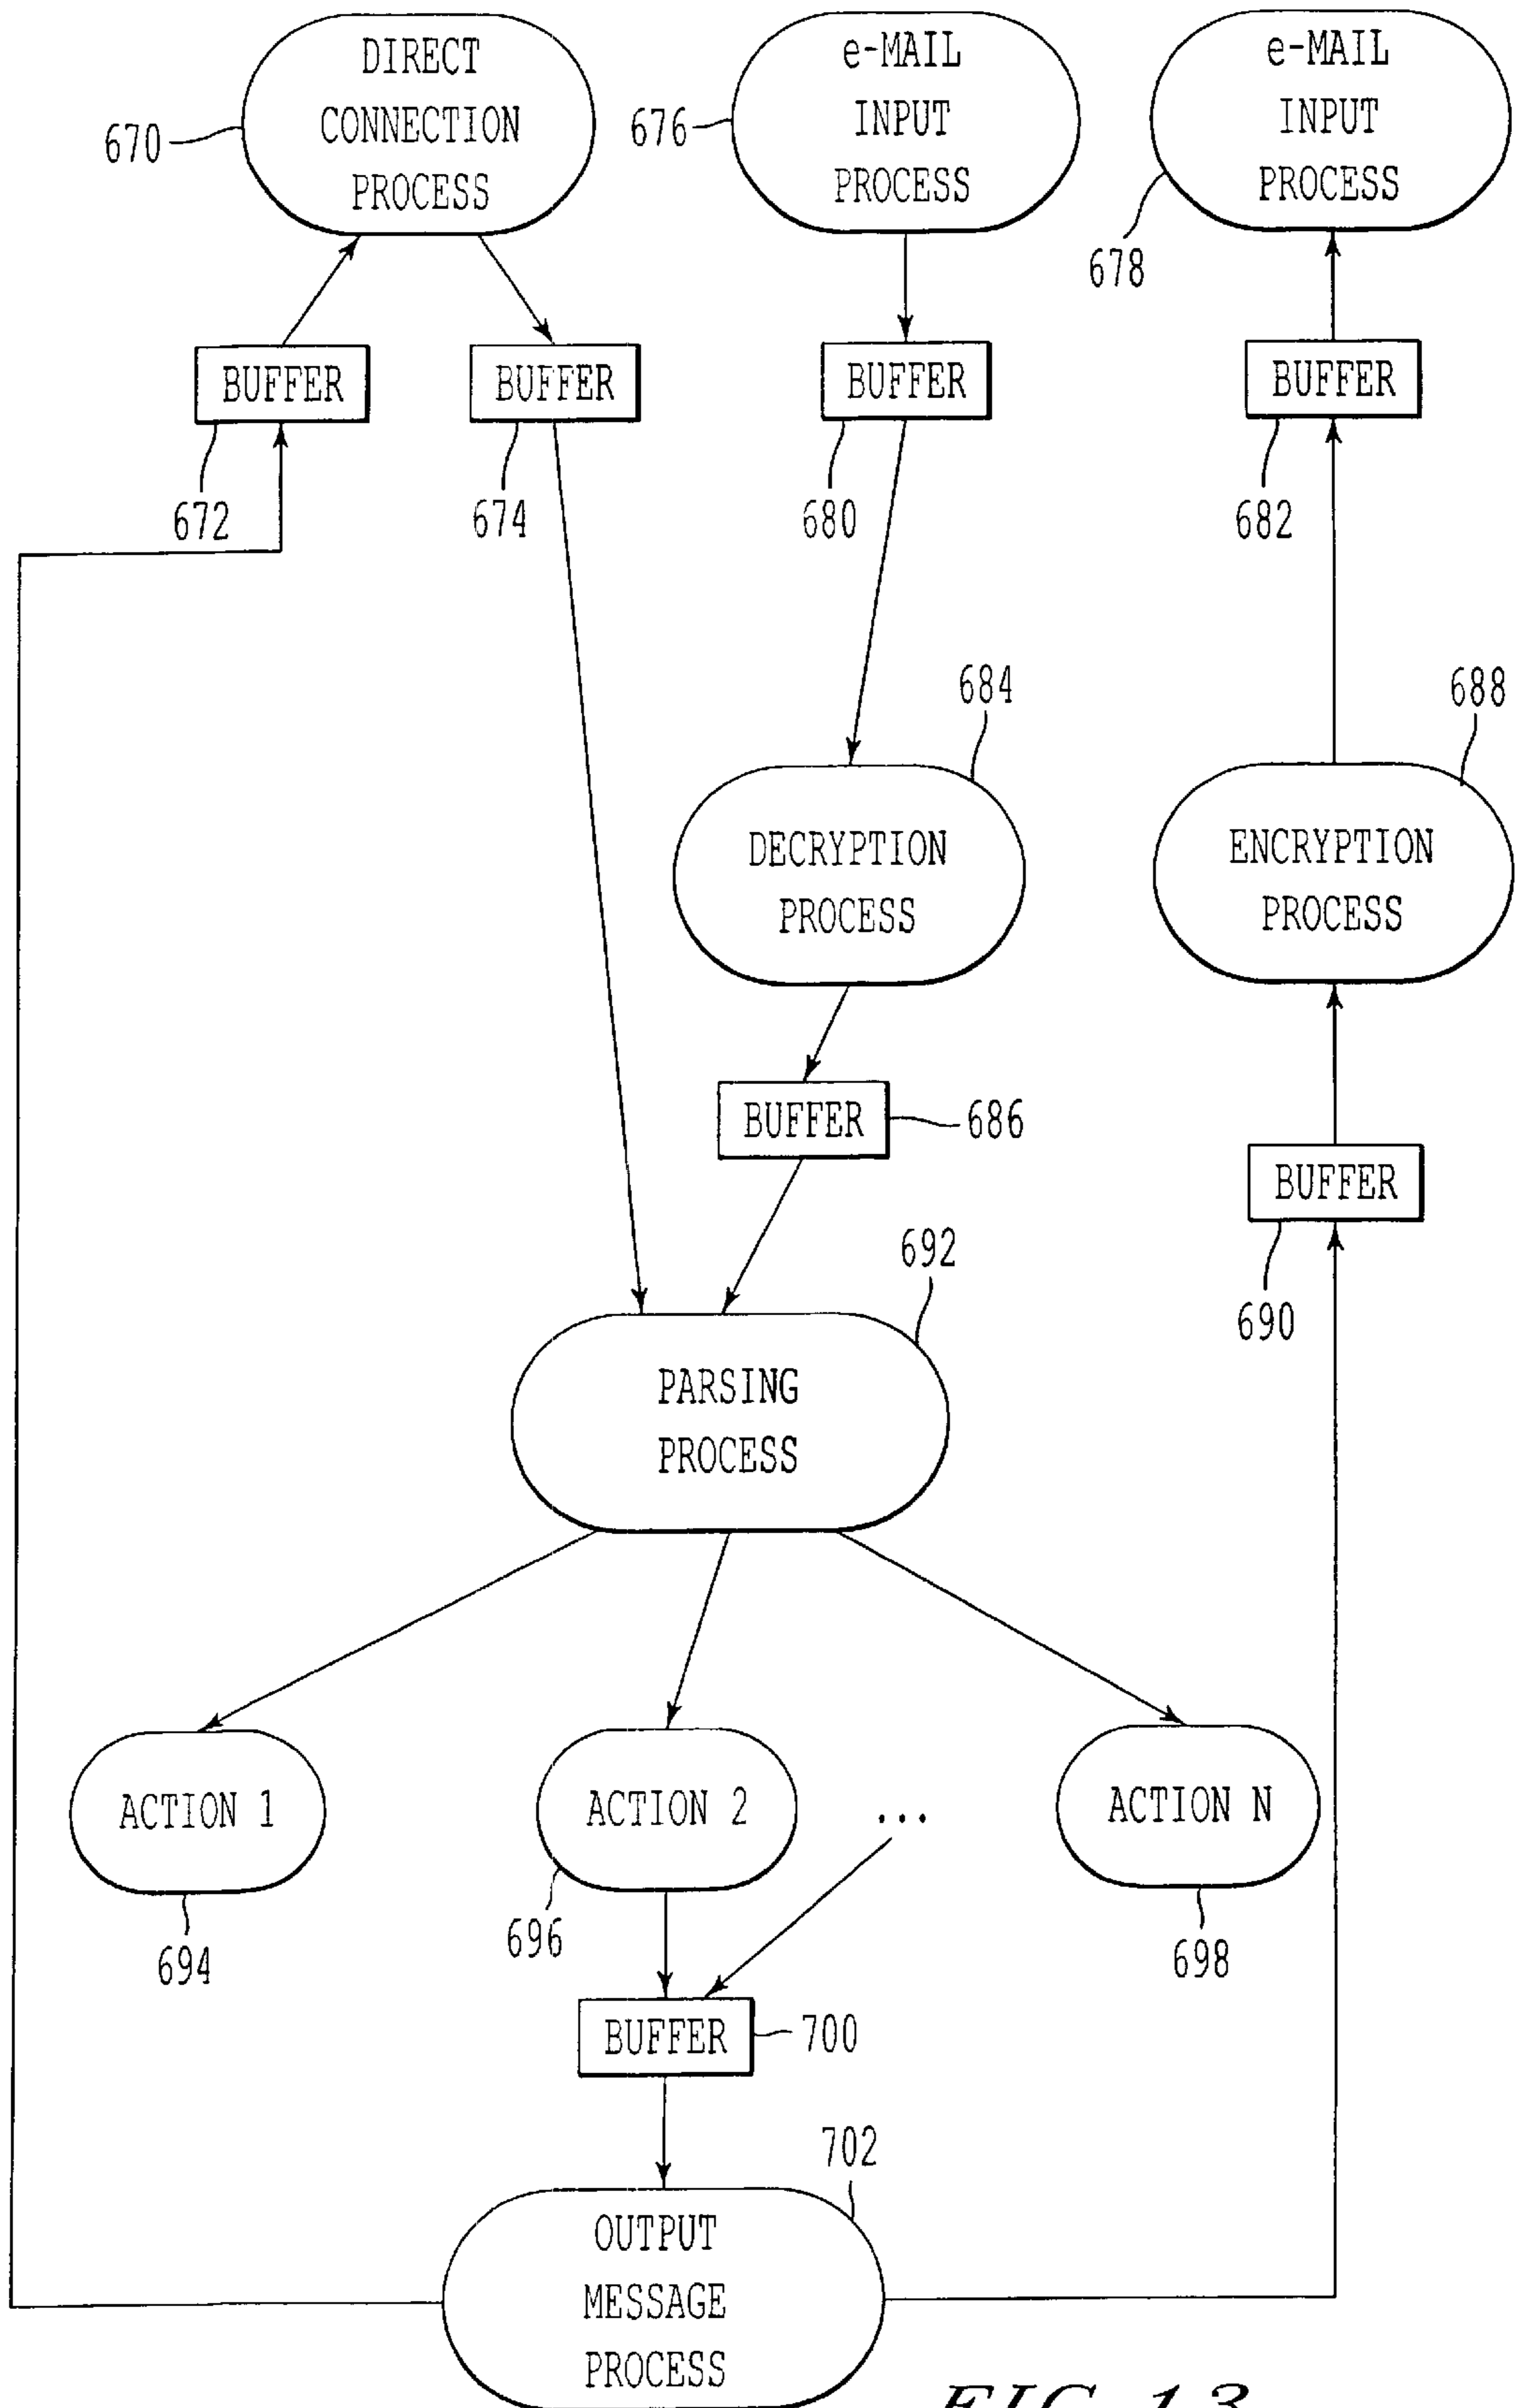 DIRECT
CONNECTION
PROCESS
670
e-MAIL
INPUT
PROCESS
676
e-MAIL
INPUT
PROCESS
678
BUFFER
672
BUFFER
674
BUFFER
680
BUFFER
682
684
DECRYPTION
PROCESS
688
ENCRYPTION
PROCESS
BUFFER
686
BUFFER
690
692
PARSING
PROCESS
ACTION 1
694
ACTION 2
696
...
ACTION N
698
BUFFER
700
702
OUTPUT
MESSAGE
PROCESS
FIG. 13